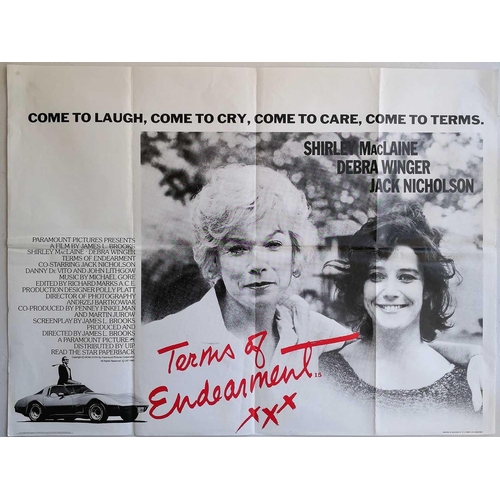 COME TO LAUGH, COME TO CRY, COME TO CARE, COME TO TERMS.
SHIRLEY MACLAINE
DEBRA WINGER
JACK NICHOLSON
PARAMOUNT PICTURES PRESENTS
A FILM BY JAMES L. BROOKS
SHIRLEY MACLAINE · DEBRA WINGER
TERMS OF ENDEARMENT
CO-STARRING JACK NICHOLSON
DANNY DE VITO AND JOHN LITHGOW
MUSIC BY MICHAEL GORE
EDITED BY RICHARD MARKS A.C.E.
PRODUCTION DESIGNER POLLY PLATT
DIRECTOR OF PHOTOGRAPHY
ANDRZEJ BARTKOWIAK
CO-PRODUCED BY PENNEY FINKELMAN
AND MARTIN JUROW
SCREENPLAY BY JAMES L. BROOKS
PRODUCED AND
DIRECTED BY JAMES L. BROOKS
A PARAMOUNT PICTURE
DISTRIBUTED BY UIP
READ THE STAR PAPERBACK
Terms of
Endearment 15
xxx